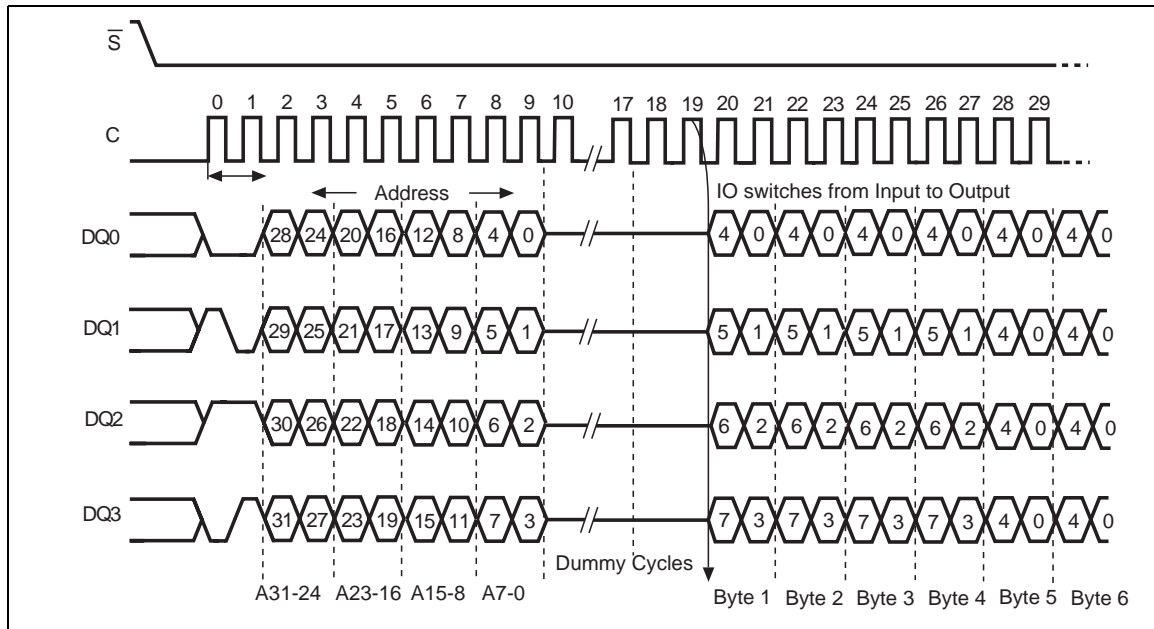 S
0 1 2 3 4 5 6 7 8 9 10 17 18 19 20 21 22 23 24 25 26 27 28 29
C
Address
IO switches from Input to Output
DQ0 28 24 20 16 12 8 4 0 4 0 4 0 4 0 4 0 4 0 4 0
DQ1 29 25 21 17 13 9 5 1 5 1 5 1 5 1 5 1 4 0 4 0
DQ2 30 26 22 18 14 10 6 2 6 2 6 2 6 2 6 2 4 0 4 0
DQ3 31 27 23 19 15 11 7 3 7 3 7 3 7 3 7 3 4 0 4 0
Dummy Cycles
A31-24 A23-16 A15-8 A7-0 Byte 1 Byte 2 Byte 3 Byte 4 Byte 5 Byte 6